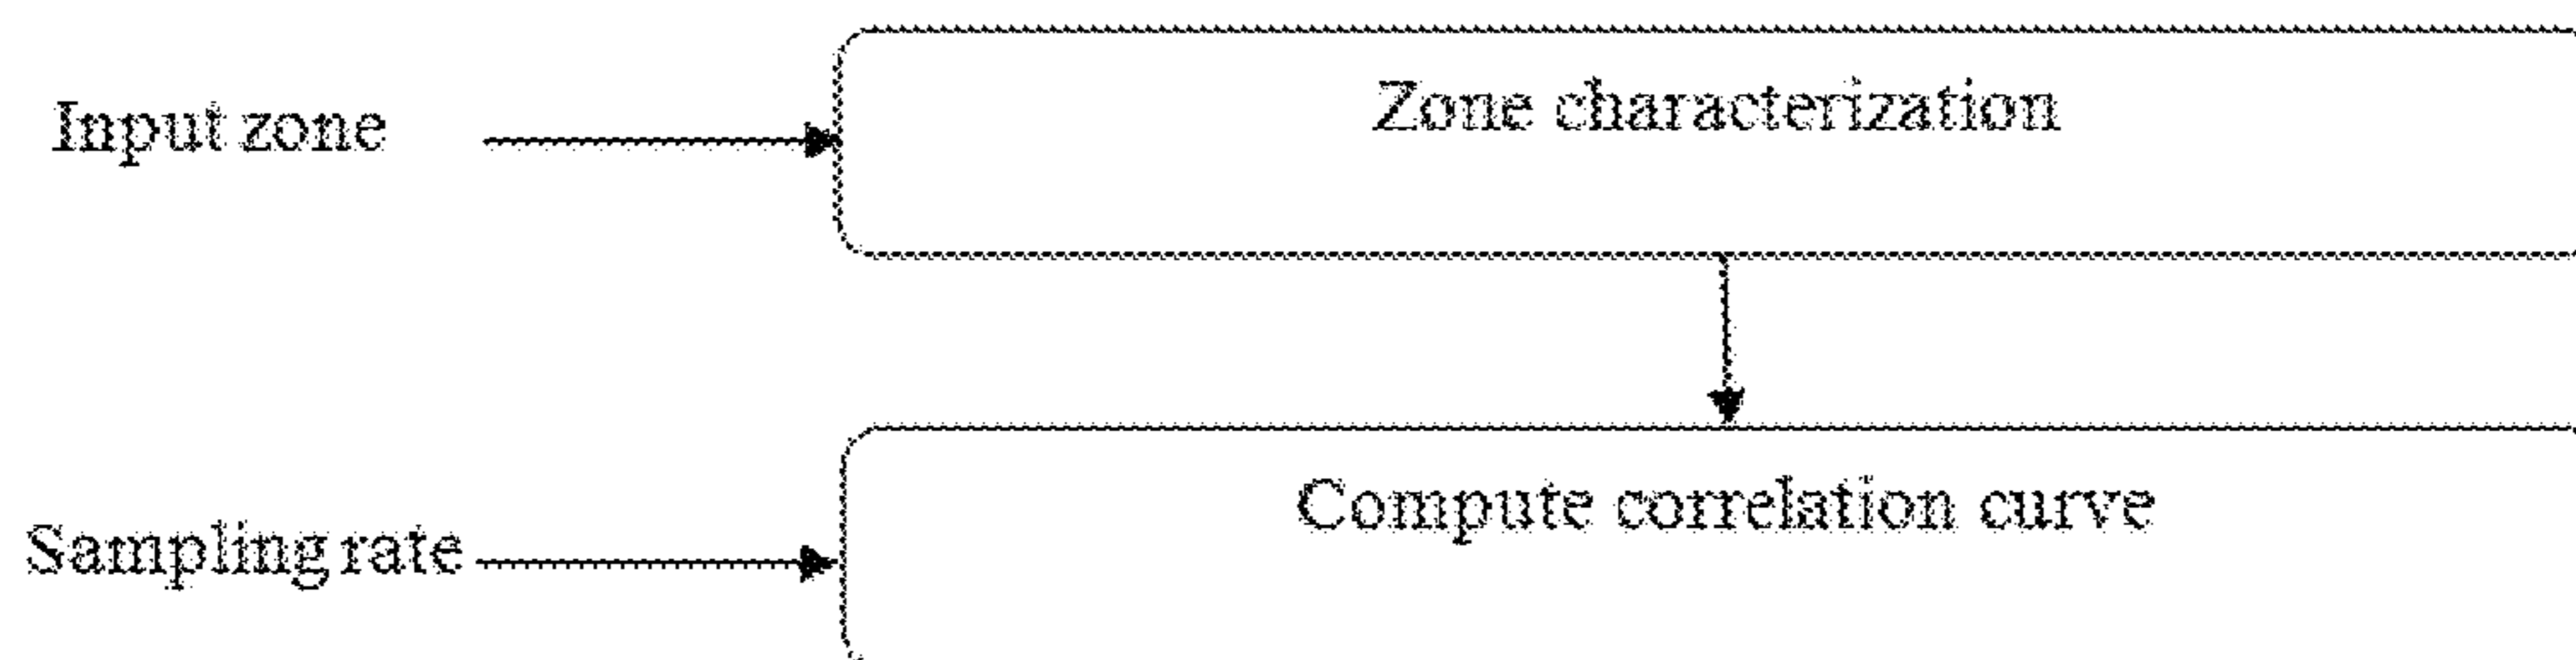 Input zone
Zone characterization
Sampling rate
Compute correlation curve